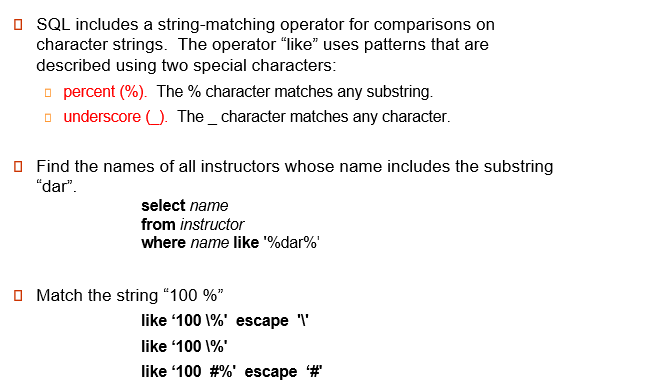 SQL includes a string-matching operator for comparisons on
character strings.  The operator “like” uses patterns that are
described using two special characters:
percent (%).  The % character matches any substring.
underscore (_).  The _ character matches any character.
Find the names of all instructors whose name includes the substring
“dar”.
select name
from instructor
where name like '%dar%'
Match the string “100 %”
like ‘100 \%'  escape  '\'
like ‘100 \%'
like ‘100  #%'  escape  ‘#'